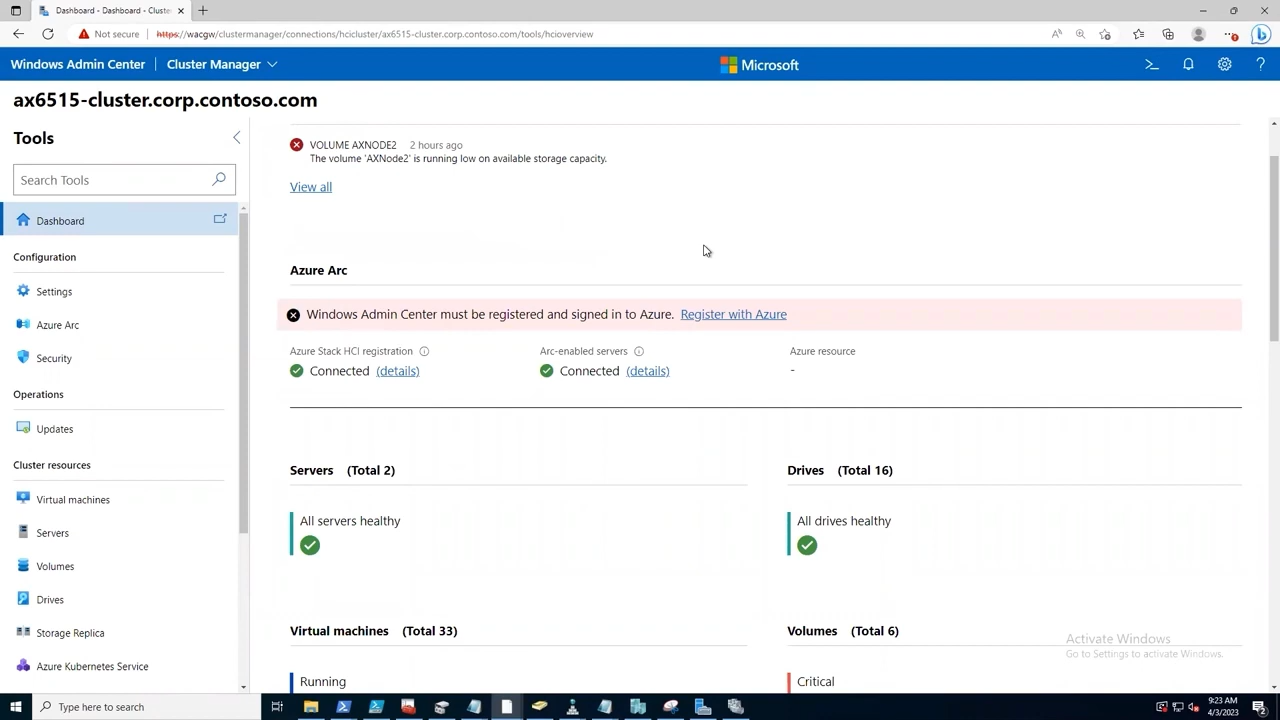 Dashboard - Dashboard - Cluste
Not secure
https://wacgw/clustermanager/connections/hcicluster/ax6515-cluster.corp.contoso.com/tools/hcioverview
Windows Admin Center
Cluster Manager
Microsoft
ax6515-cluster.corp.contoso.com
Tools
Search Tools
Dashboard
Configuration
Settings
Azure Arc
Security
Operations
Updates
Cluster resources
Virtual machines
Servers
Volumes
Drives
Storage Replica
Azure Kubernetes Service
VOLUME AXNODE2 2 hours ago
The volume 'AXNode2' is running low on available storage capacity.
View all
Azure Arc
Windows Admin Center must be registered and signed in to Azure. Register with Azure
Azure Stack HCI registration
Connected (details)
Arc-enabled servers
Connected (details)
Azure resource
-
Servers (Total 2)
All servers healthy
Drives (Total 16)
All drives healthy
Virtual machines (Total 33)
Running
Volumes (Total 6)
Critical
Activate Windows
Go to Settings to activate Windows.
Type here to search
9:23 AM
4/3/2023
2